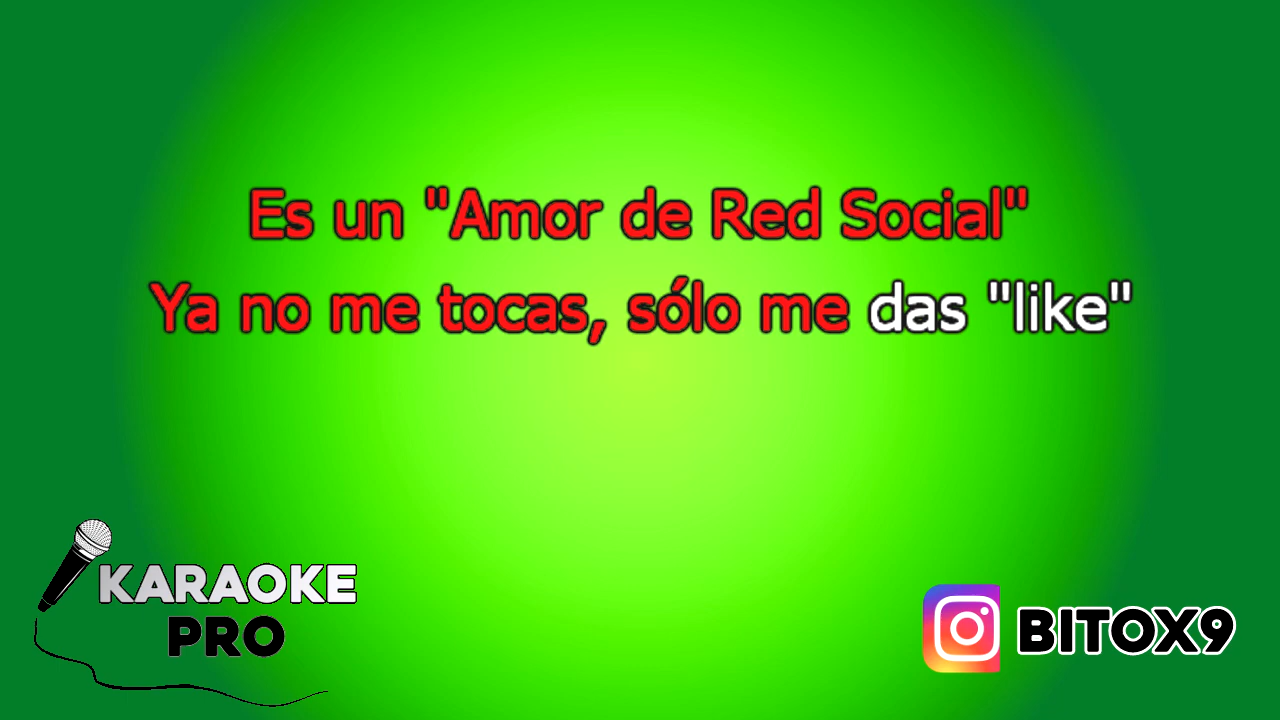 Es un "Amor de Red Social"
Ya no me tocas, sólo me das "like"
KARAOKE
PRO
BITOX9